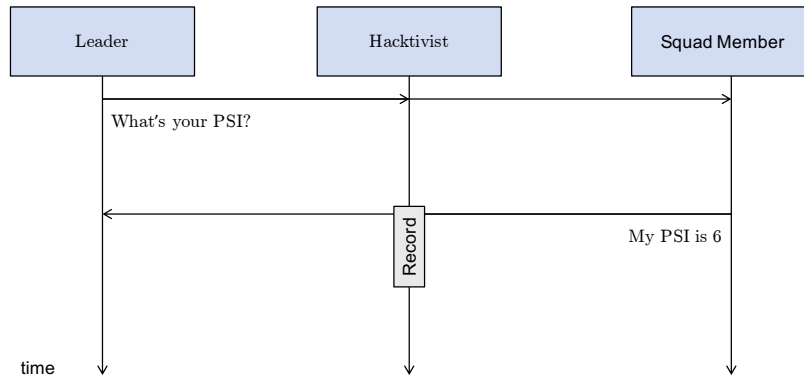 Leader
Hacktivist
Squad Member
What's your PSI?
My PSI is 6
Record
time